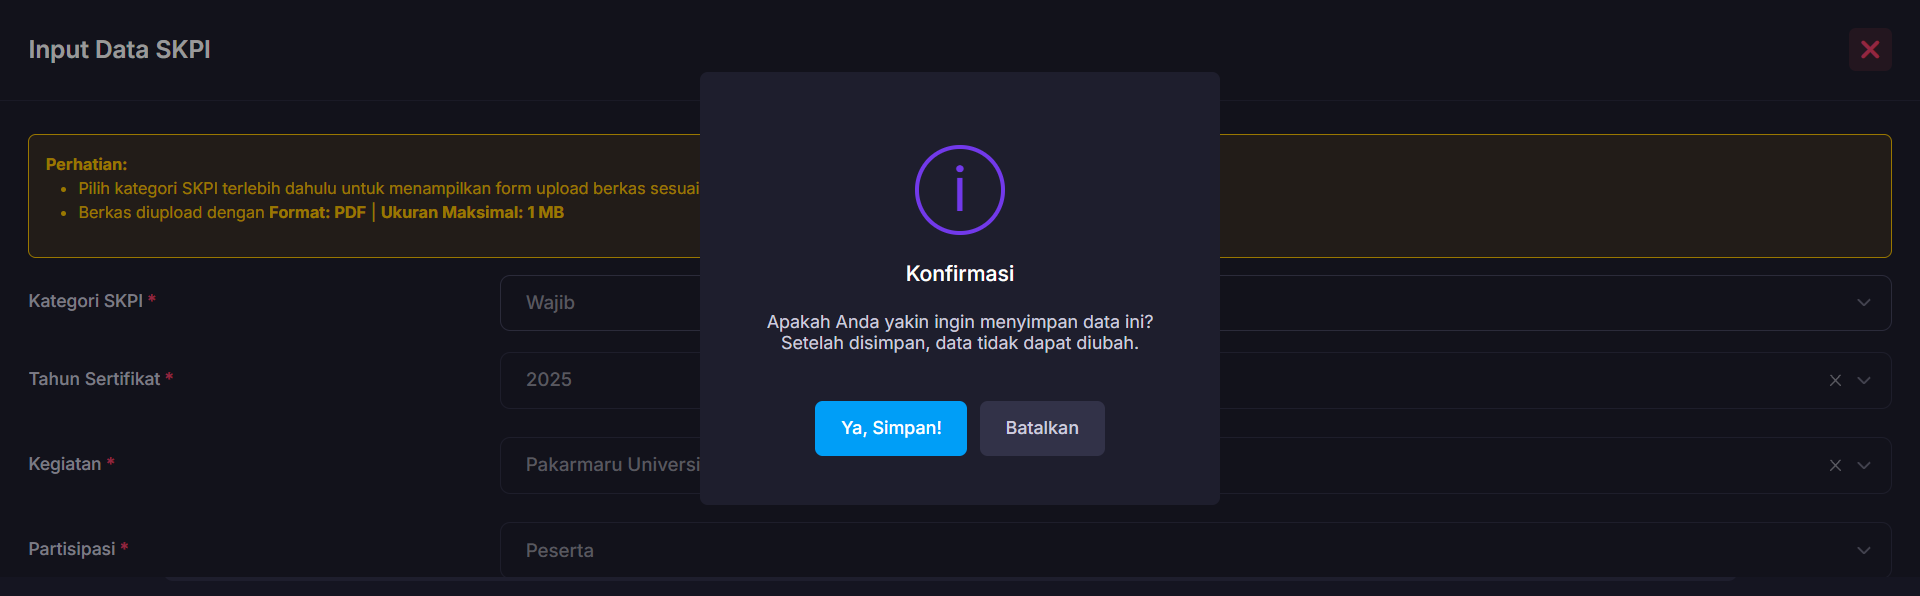 Input Data SKPI
Perhatian:
• Pilih kategori SKPI terlebih dahulu untuk menampilkan form upload berkas sesuai
• Berkas diupload dengan Format: PDF | Ukuran Maksimal: 1 MB
Kategori SKPI *
Wajib
Tahun Sertifikat *
2025
Kegiatan *
Pakarmaru Universi
Partisipasi *
Peserta
Konfirmasi
Apakah Anda yakin ingin menyimpan data ini?
Setelah disimpan, data tidak dapat diubah.
Ya, Simpan!
Batalkan